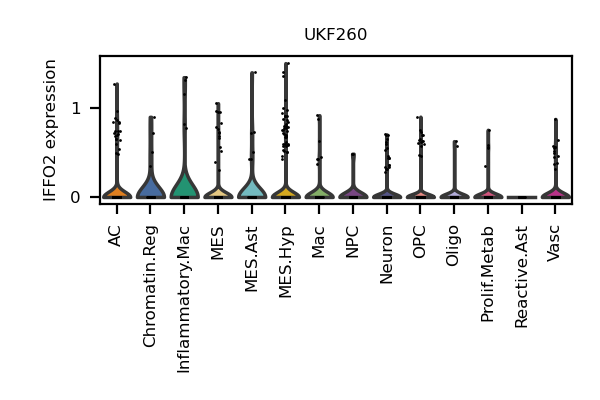 UKF260
IFFO2 expression
1
0
AC
Chromatin.Reg
Inflammatory.Mac
MES
MES.Ast
MES.Hyp
Mac
NPC
Neuron
OPC
Oligo
Prolif.Metab
Reactive.Ast
Vasc